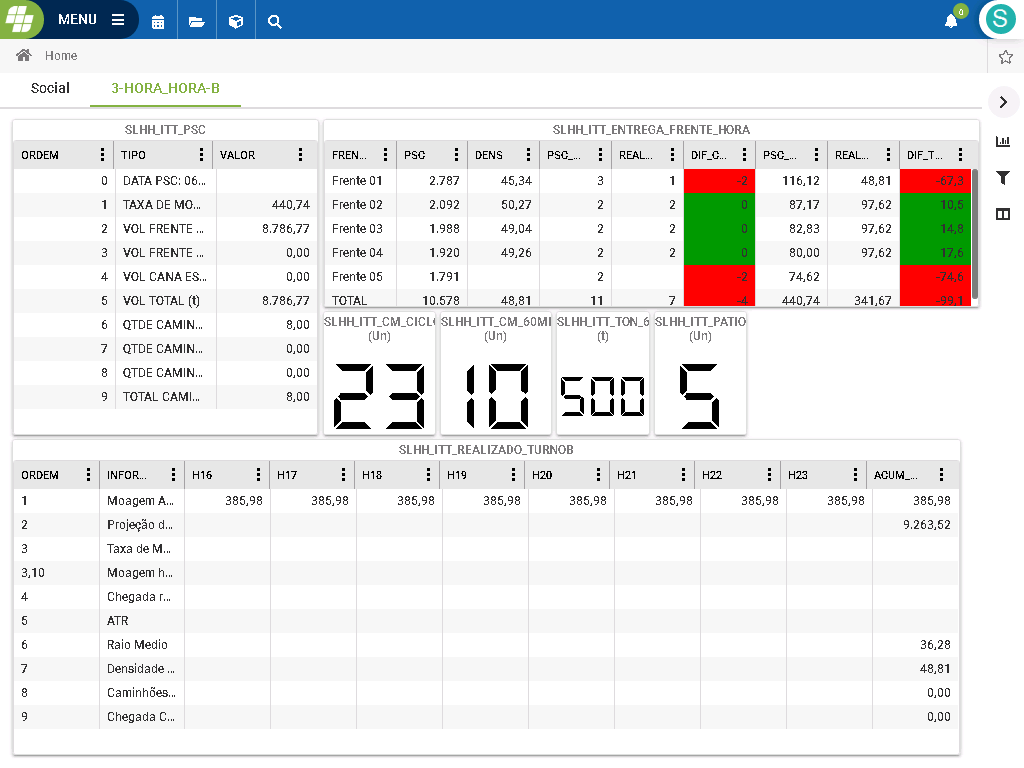 MENU
0
S
Home
Social 3-HORA_HORA-B
SLHH_ITT_PSC
ORDEM TIPO VALOR
0 DATA PSC: 06...
1 TAXA DE MO... 440,74
2 VOL FRENTE ... 8.786,77
3 VOL FRENTE ... 0,00
4 VOL CANA ES... 0,00
5 VOL TOTAL (t) 8.786,77
6 QTDE CAMIN... 8,00
7 QTDE CAMIN... 0,00
8 QTDE CAMIN... 0,00
9 TOTAL CAMI... 8,00
SLHH_ITT_ENTREGA_FRENTE_HORA
FREN... PSC DENS PSC_... REAL... DIF_C... PSC_... REAL... DIF_T...
Frente 01 2.787 45,34 3 1 -2 116,12 48,81 -67,3
Frente 02 2.092 50,27 2 2 0 87,17 97,62 10,5
Frente 03 1.988 49,04 2 2 0 82,83 97,62 14,8
Frente 04 1.920 49,26 2 2 0 80,00 97,62 17,6
Frente 05 1.791 2 -2 74,62 -74,6
TOTAL 10.578 48,81 11 7 -4 440,74 341,67 -99,1
SLHH_ITT_CM_CICL
(Un)
23
SLHH_ITT_CM_60MI
(Un)
10
SLHH_ITT_TON_6
(t)
500
SLHH_ITT_PATIO
(Un)
5
SLHH_ITT_REALIZADO_TURNOB
ORDEM INFOR... H16 H17 H18 H19 H20 H21 H22 H23 ACUM_...
1 Moagem A... 385,98 385,98 385,98 385,98 385,98 385,98 385,98 385,98 385,98
2 Projeção d... 9.263,52
3 Taxa de M...
3,10 Moagem h...
4 Chegada r...
5 ATR
6 Raio Medio 36,28
7 Densidade ... 48,81
8 Caminhões... 0,00
9 Chegada C... 0,00